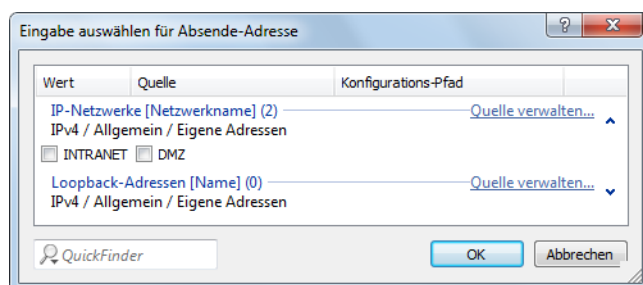 Eingabe auswählen für Absende-Adresse
?
Wert Quelle Konfigurations-Pfad
IP-Netzwerke [Netzwerkname] (2) Quelle verwalten...
IPv4 / Allgemein / Eigene Adressen
INTRANET DMZ
Loopback-Adressen [Name] (0) Quelle verwalten...
IPv4 / Allgemein / Eigene Adressen
QuickFinder OK Abbrechen